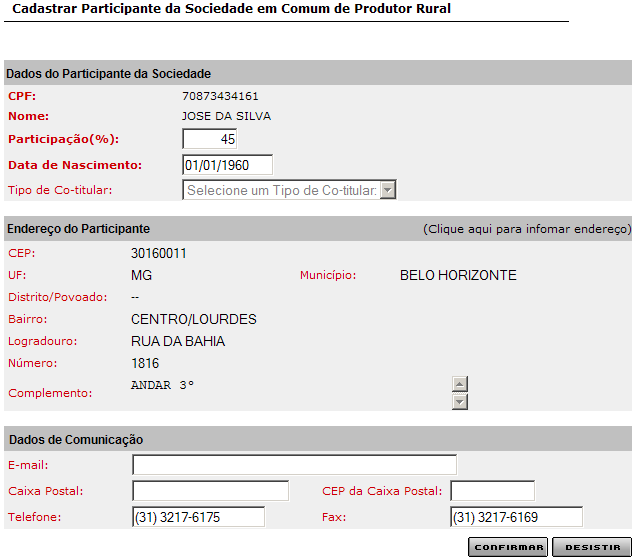 Cadastrar Participante da Sociedade em Comum de Produtor Rural
Dados do Participante da Sociedade
CPF: 70873434161
Nome: JOSE DA SILVA
Participação(%): 45
Data de Nascimento: 01/01/1960
Tipo de Co-titular: Selecione um Tipo de Co-titular:
Endereço do Participante (Clique aqui para infomar endereço)
CEP: 30160011
UF: MG Município: BELO HORIZONTE
Distrito/Povoado: --
Bairro: CENTRO/LOURDES
Logradouro: RUA DA BAHIA
Número: 1816
Complemento: ANDAR 3º
Dados de Comunicação
E-mail:
Caixa Postal: CEP da Caixa Postal:
Telefone: (31) 3217-6175 Fax: (31) 3217-6169
CONFIRMAR DESISTIR